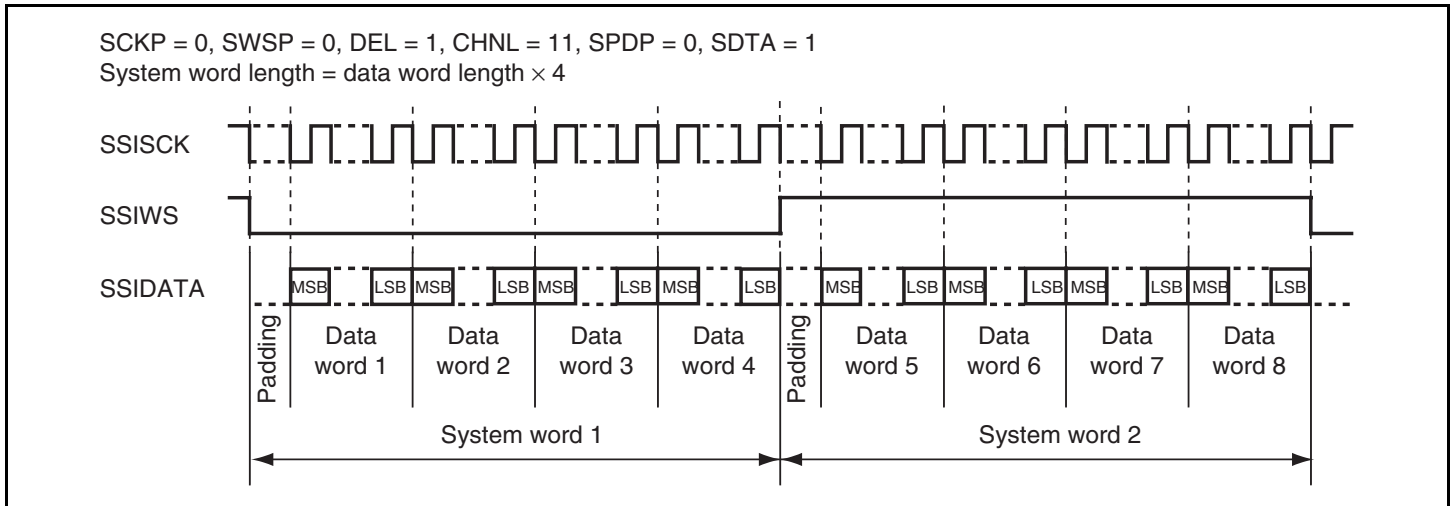 SCKP = 0, SWSP = 0, DEL = 1, CHNL = 11, SPDP = 0, SDTA = 1
System word length = data word length × 4
SSISCK
SSIWS
SSIDATA
MSB LSB MSB LSB MSB LSB MSB LSB MSB LSB MSB LSB MSB LSB MSB LSB
Padding
Data word 1
Data word 2
Data word 3
Data word 4
Padding
Data word 5
Data word 6
Data word 7
Data word 8
System word 1
System word 2